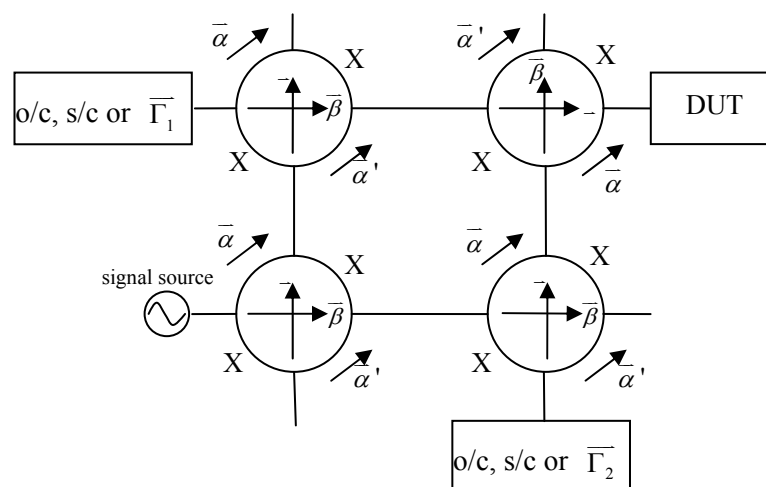 ᾱ X ᾱ' X
o/c, s/c or Γ₁ β̄ β̄ DUT
X ᾱ' X ᾱ
ᾱ X ᾱ X
signal source β̄ β̄
X ᾱ' X ᾱ'
o/c, s/c or Γ₂